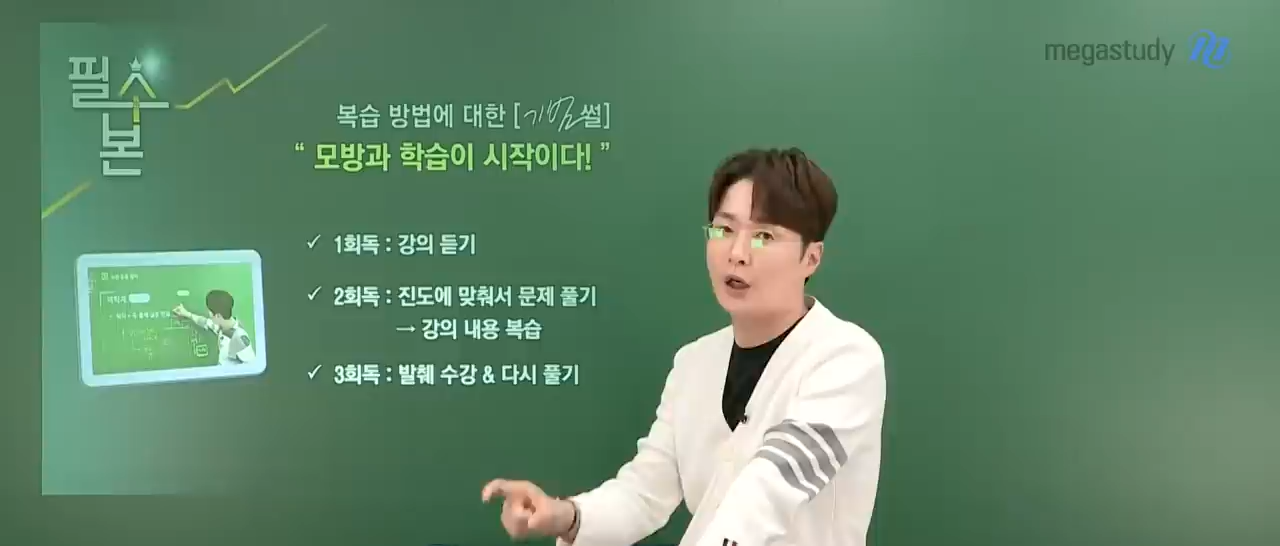 megastudy
필수본
복습 방법에 대한 [기범썰]
“ 모방과 학습이 시작이다! ”
✓ 1회독 : 강의 듣기
✓ 2회독 : 진도에 맞춰서 문제 풀기
→ 강의 내용 복습
✓ 3회독 : 발췌 수강 & 다시 풀기